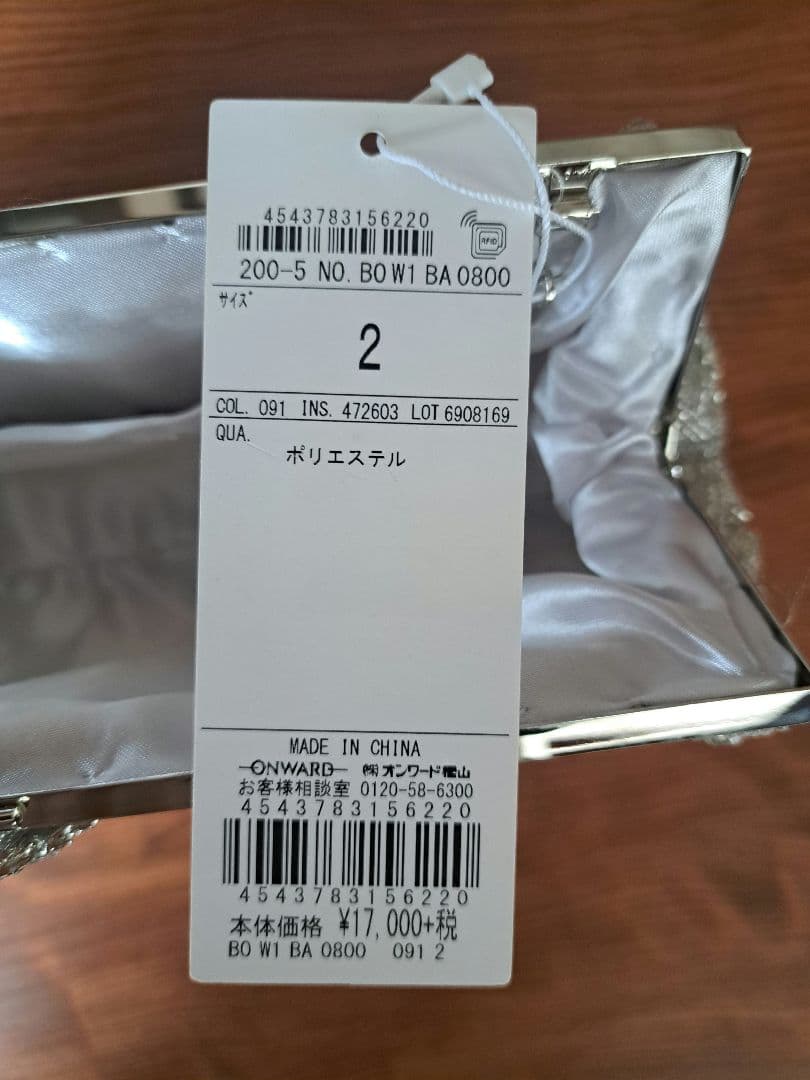 4543783156220
RFID
200-5 NO. BO W1 BA 0800
サイズ
2
COL. 091 INS. 472603 LOT 6908169
QUA.
ポリエステル
MADE IN CHINA
ONWARD ㈱オンワード樫山
お客様相談室 0120-58-6300
4543783156220
4543783156220
本体価格 ¥17,000+税
BO W1 BA 0800 091 2